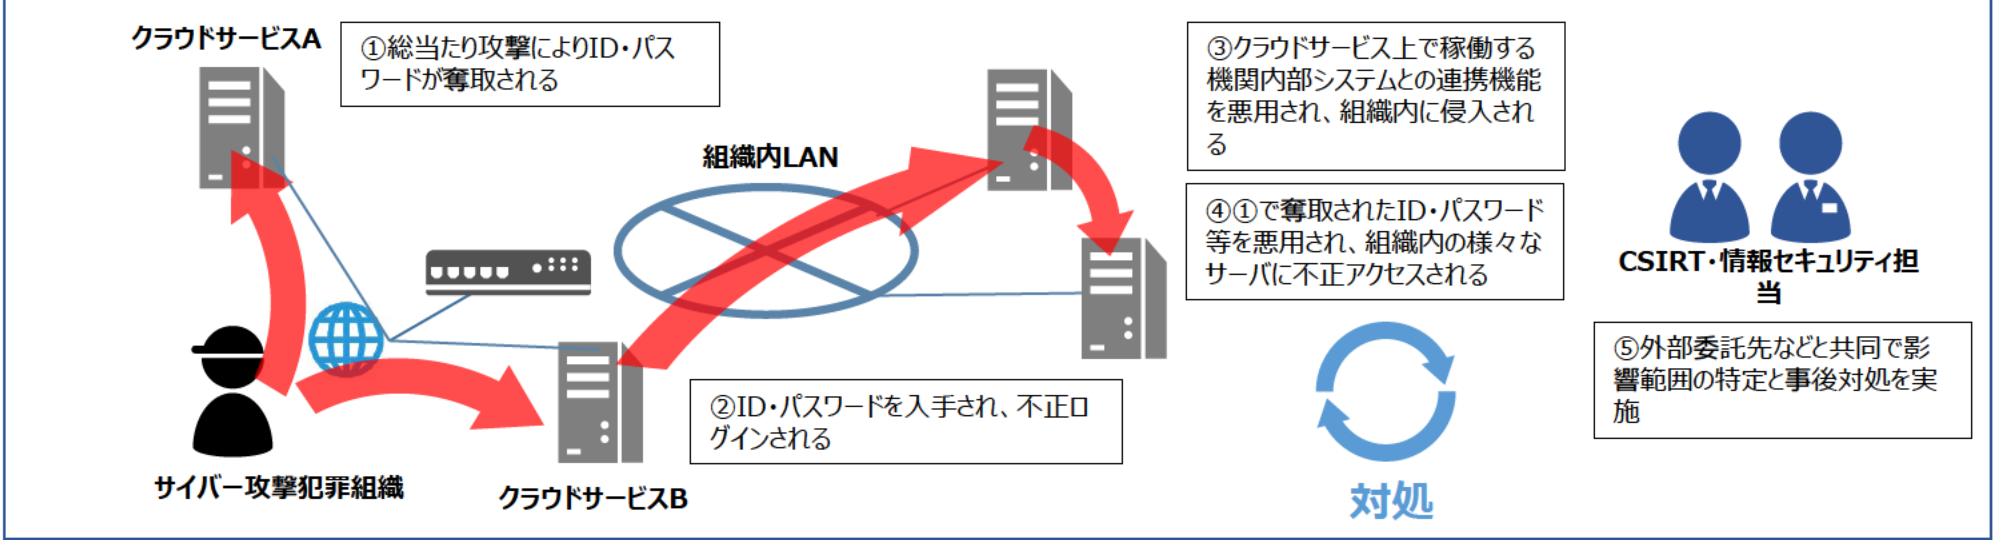 クラウドサービスA
①総当たり攻撃によりID・パス
ワードが奪取される
組織内LAN
③クラウドサービス上で稼働する
機関内部システムとの連携機能
を悪用され、組織内に侵入され
る
④①で奪取されたID・パスワード
等を悪用され、組織内の様々な
サーバに不正アクセスされる
CSIRT・情報セキュリティ担
当
⑤外部委託先などと共同で影
響範囲の特定と事後対処を実
施
②ID・パスワードを入手され、不正ロ
グインされる
サイバー攻撃犯罪組織
クラウドサービスB
対処